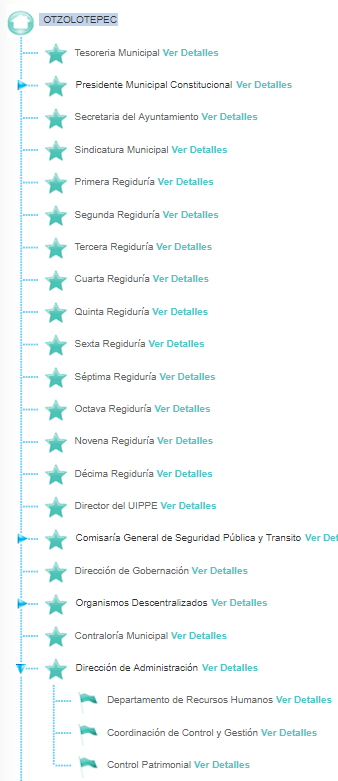 OTZOLOTEPEC
Tesoreria Municipal Ver Detalles
Presidente Municipal Constitucional Ver Detalles
Secretaria del Ayuntamiento Ver Detalles
Sindicatura Municipal Ver Detalles
Primera Regiduría Ver Detalles
Segunda Regiduría Ver Detalles
Tercera Regiduría Ver Detalles
Cuarta Regiduría Ver Detalles
Quinta Regiduría Ver Detalles
Sexta Regiduría Ver Detalles
Séptima Regiduría Ver Detalles
Octava Regiduría Ver Detalles
Novena Regiduría Ver Detalles
Décima Regiduría Ver Detalles
Director del UIPPE Ver Detalles
Comisaría General de Seguridad Pública y Transito Ver Det
Dirección de Gobernación Ver Detalles
Organismos Descentralizados Ver Detalles
Contraloría Municipal Ver Detalles
Dirección de Administración Ver Detalles
Departamento de Recursos Humanos Ver Detalles
Coordinación de Control y Gestión Ver Detalles
Control Patrimonial Ver Detalles